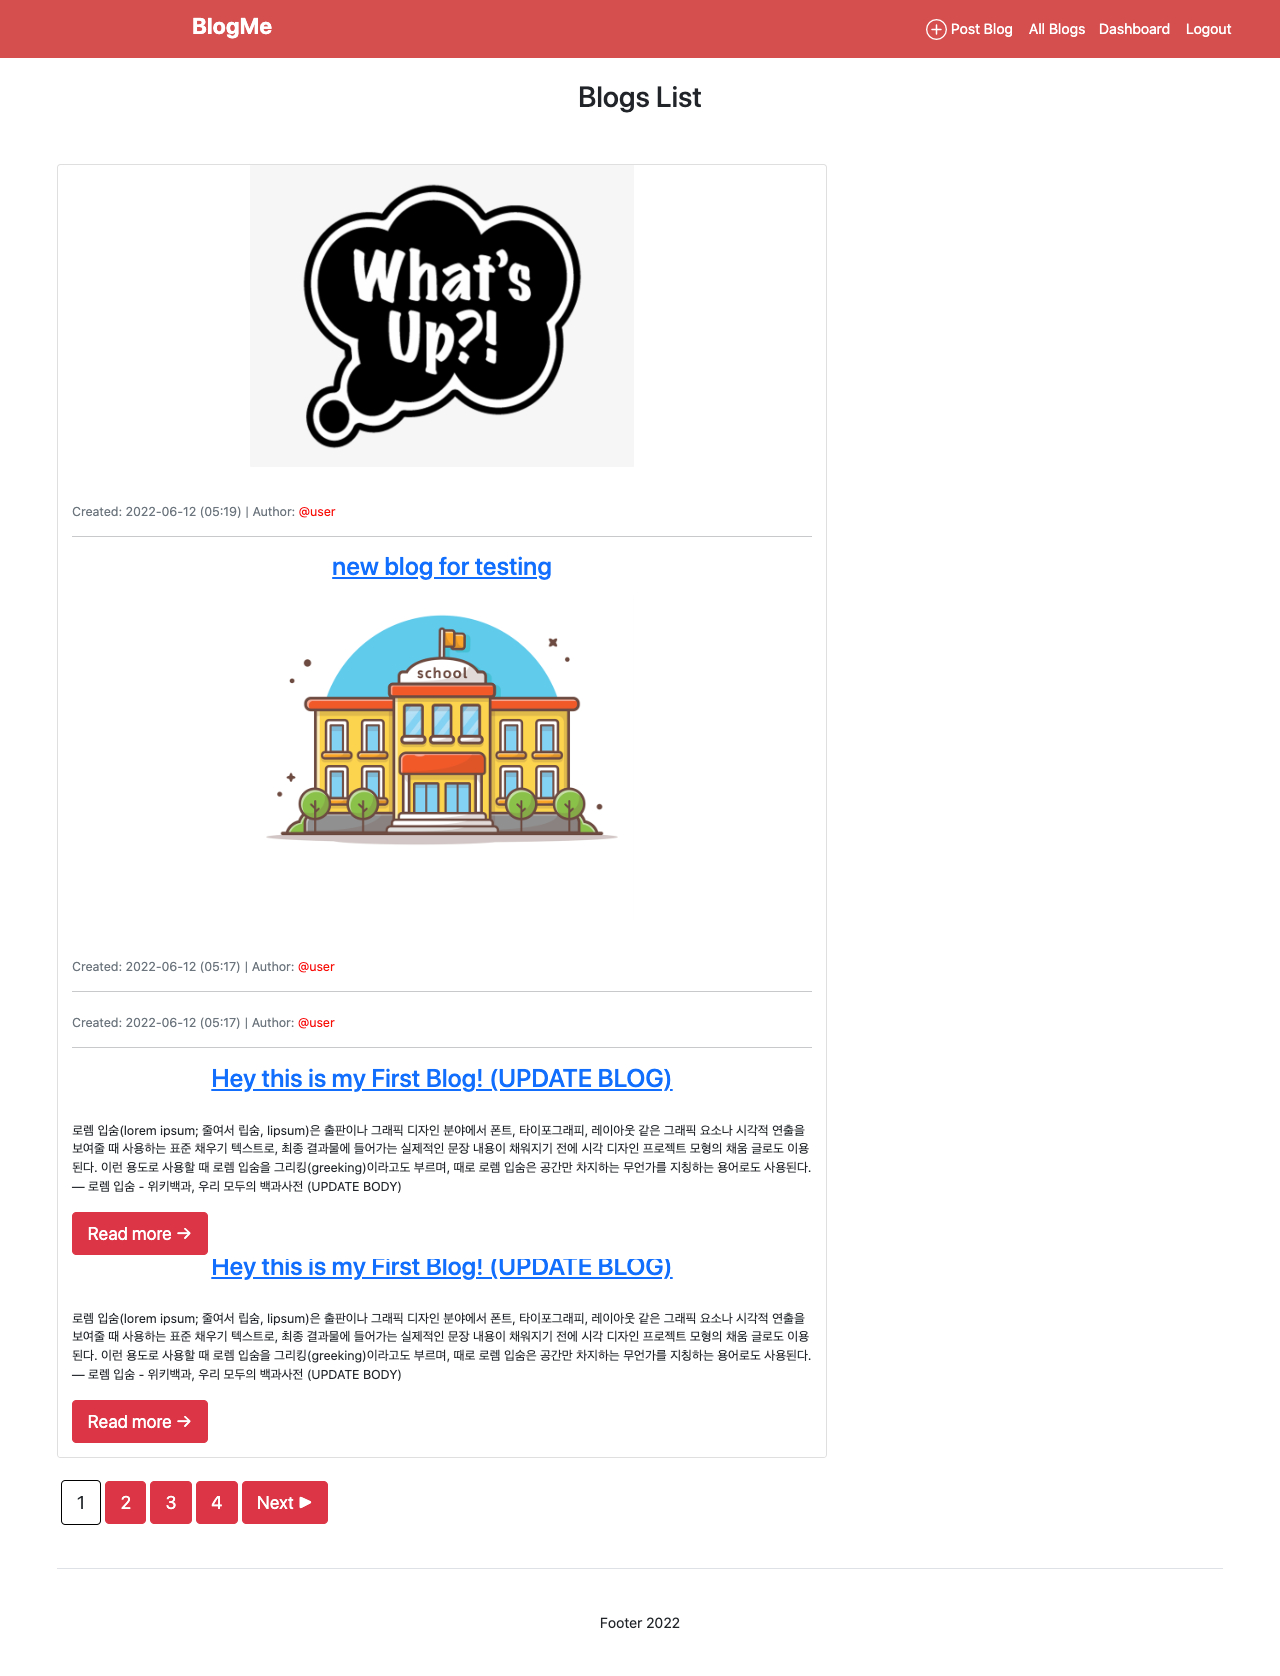 BlogMe
Post Blog
All Blogs
Dashboard
Logout
Blogs List
What's
Up?!
Created: 2022-06-12 (05:19) | Author: @user
new blog for testing
school
Created: 2022-06-12 (05:17) | Author: @user
Created: 2022-06-12 (05:17) | Author: @user
Hey this is my First Blog! (UPDATE BLOG)
로렘 입숨(lorem ipsum; 줄여서 립숨, lipsum)은 출판이나 그래픽 디자인 분야에서 폰트, 타이포그래피, 레이아웃 같은 그래픽 요소나 시각적 연출을
보여줄 때 사용하는 표준 채우기 텍스트로, 최종 결과물에 들어가는 실제적인 문장 내용이 채워지기 전에 시각 디자인 프로젝트 모형의 채움 글로도 이용
된다. 이런 용도로 사용할 때 로렘 입숨을 그리킹(greeking)이라고도 부르며, 때로 로렘 입숨은 공간만 차지하는 무언가를 지칭하는 용어로도 사용된다.
— 로렘 입숨 - 위키백과, 우리 모두의 백과사전 (UPDATE BODY)
Read more →
Hey this is my First Blog! (UPDATE BLOG)
로렘 입숨(lorem ipsum; 줄여서 립숨, lipsum)은 출판이나 그래픽 디자인 분야에서 폰트, 타이포그래피, 레이아웃 같은 그래픽 요소나 시각적 연출을
보여줄 때 사용하는 표준 채우기 텍스트로, 최종 결과물에 들어가는 실제적인 문장 내용이 채워지기 전에 시각 디자인 프로젝트 모형의 채움 글로도 이용
된다. 이런 용도로 사용할 때 로렘 입숨을 그리킹(greeking)이라고도 부르며, 때로 로렘 입숨은 공간만 차지하는 무언가를 지칭하는 용어로도 사용된다.
— 로렘 입숨 - 위키백과, 우리 모두의 백과사전 (UPDATE BODY)
Read more →
1 2 3 4 Next
Footer 2022